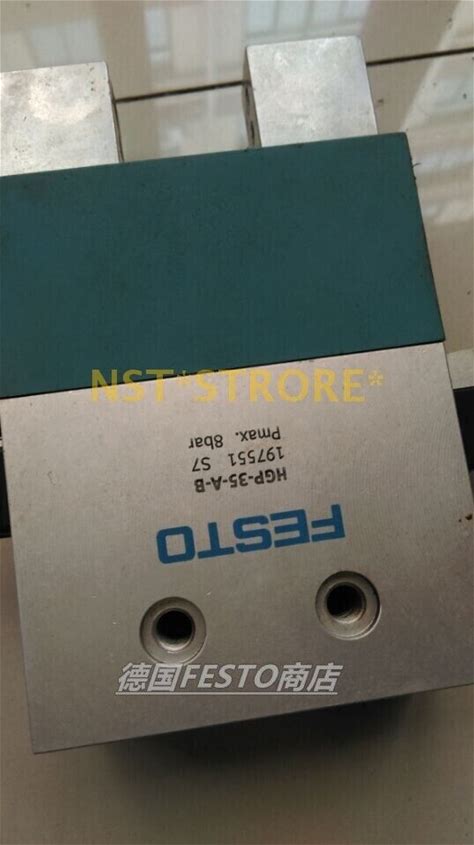 NST*STRORE*
FESTO
HGP-35-A-B
197551 S7
Pmax. 8bar
德国FESTO商店